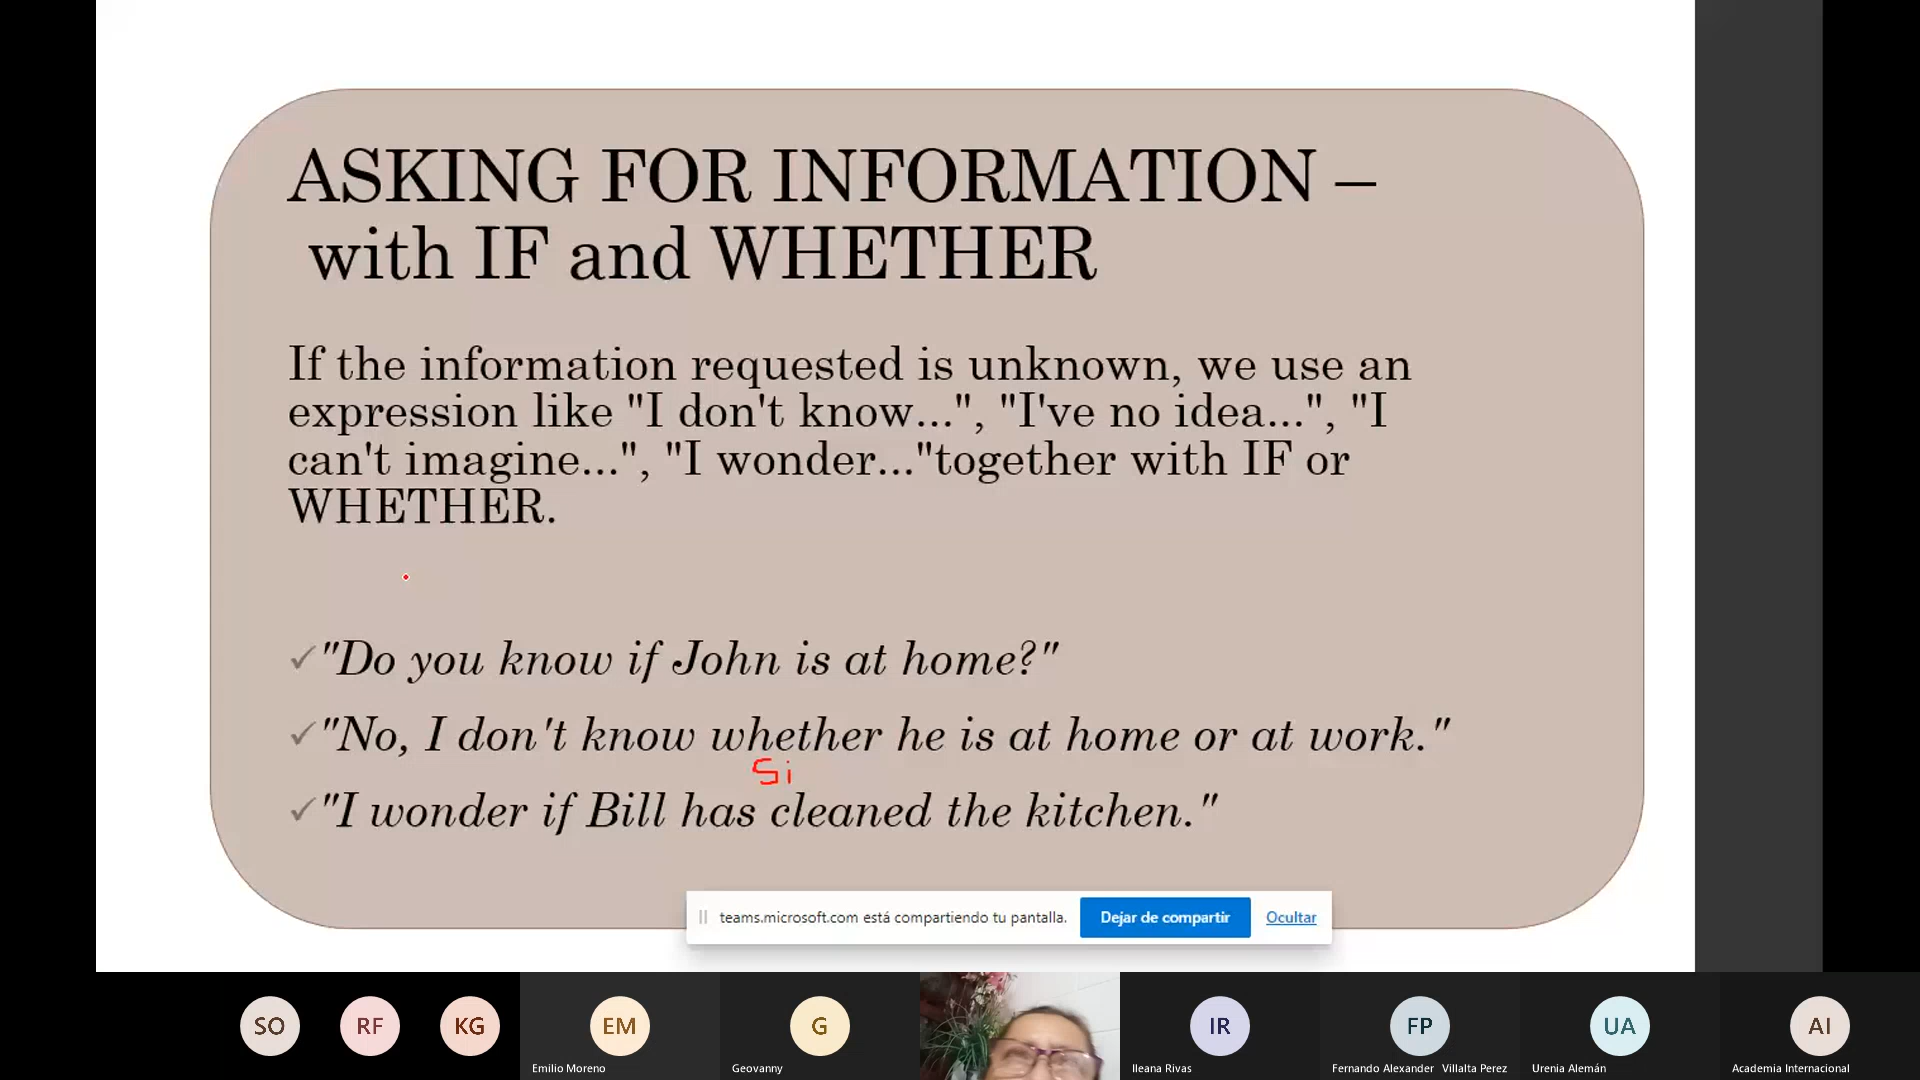 ASKING FOR INFORMATION –
with IF and WHETHER
If the information requested is unknown, we use an
expression like "I don't know...", "I've no idea...", "I
can't imagine...", "I wonder..."together with IF or
WHETHER.
✓"Do you know if John is at home?"
✓"No, I don't know whether he is at home or at work."
Si
✓"I wonder if Bill has cleaned the kitchen."
teams.microsoft.com está compartiendo tu pantalla. Dejar de compartir Ocultar
SO RF KG EM G IR FP UA AI
Emilio Moreno Geovanny Ileana Rivas Fernando Alexander Villalta Perez Urenia Alemán Academia Internacional